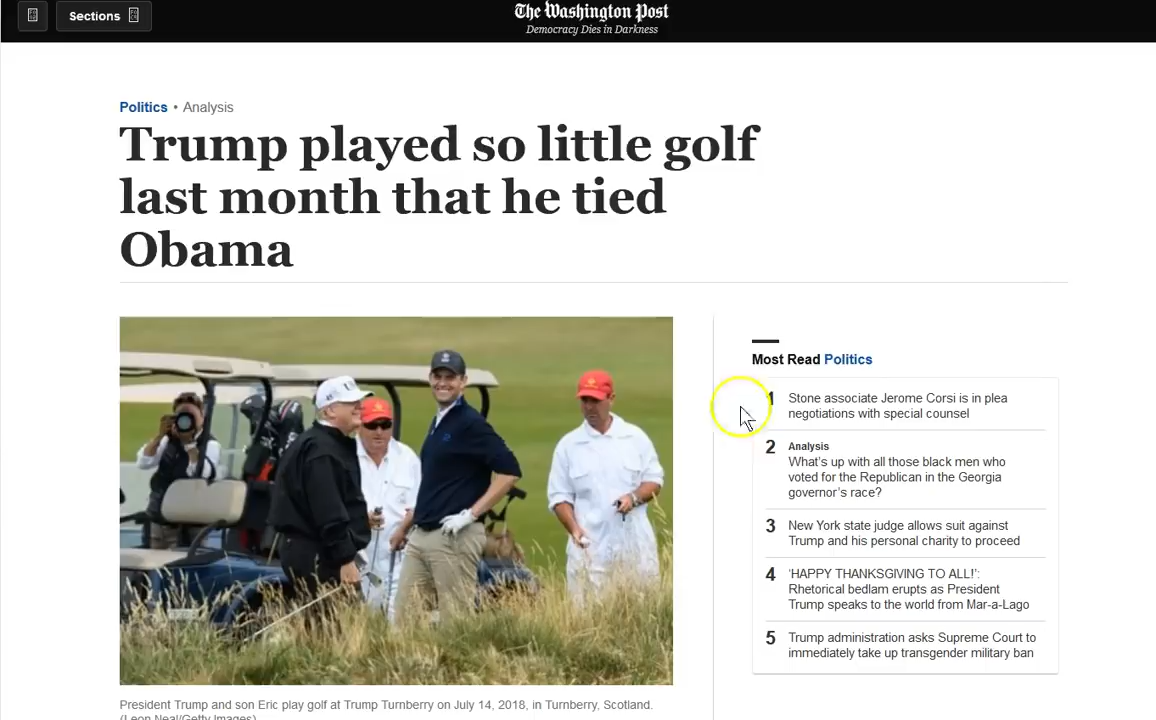 Sections
The Washington Post
Democracy Dies in Darkness
Politics • Analysis
Trump played so little golf
last month that he tied
Obama
Most Read Politics
1
Stone associate Jerome Corsi is in plea
negotiations with special counsel
2
Analysis
What’s up with all those black men who
voted for the Republican in the Georgia
governor’s race?
3
New York state judge allows suit against
Trump and his personal charity to proceed
4
‘HAPPY THANKSGIVING TO ALL!’:
Rhetorical bedlam erupts as President
Trump speaks to the world from Mar-a-Lago
5
Trump administration asks Supreme Court to
immediately take up transgender military ban
President Trump and son Eric play golf at Trump Turnberry on July 14, 2018, in Turnberry, Scotland.
(Leon Neal/Getty Images)